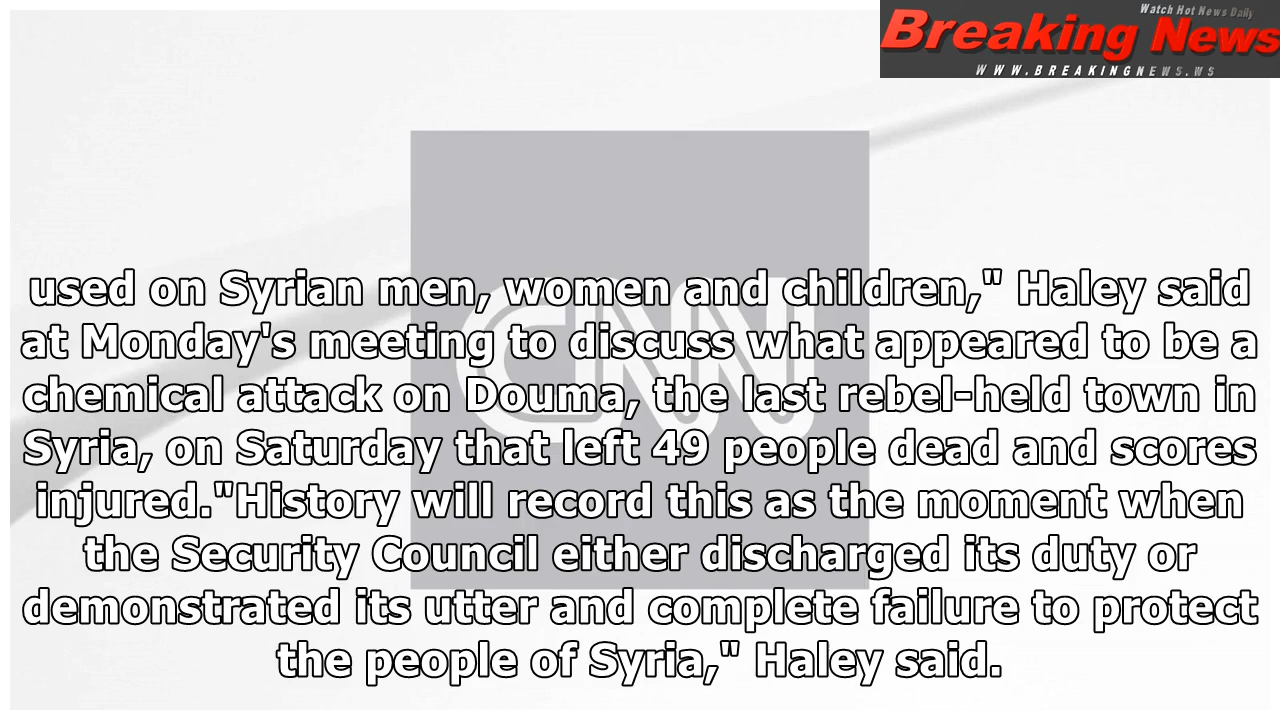 Watch Hot News Daily
Breaking News
WWW.BREAKINGNEWS.WS
CNN
used on Syrian men, women and children," Haley said
at Monday's meeting to discuss what appeared to be a
chemical attack on Douma, the last rebel-held town in
Syria, on Saturday that left 49 people dead and scores
injured."History will record this as the moment when
the Security Council either discharged its duty or
demonstrated its utter and complete failure to protect
the people of Syria," Haley said.